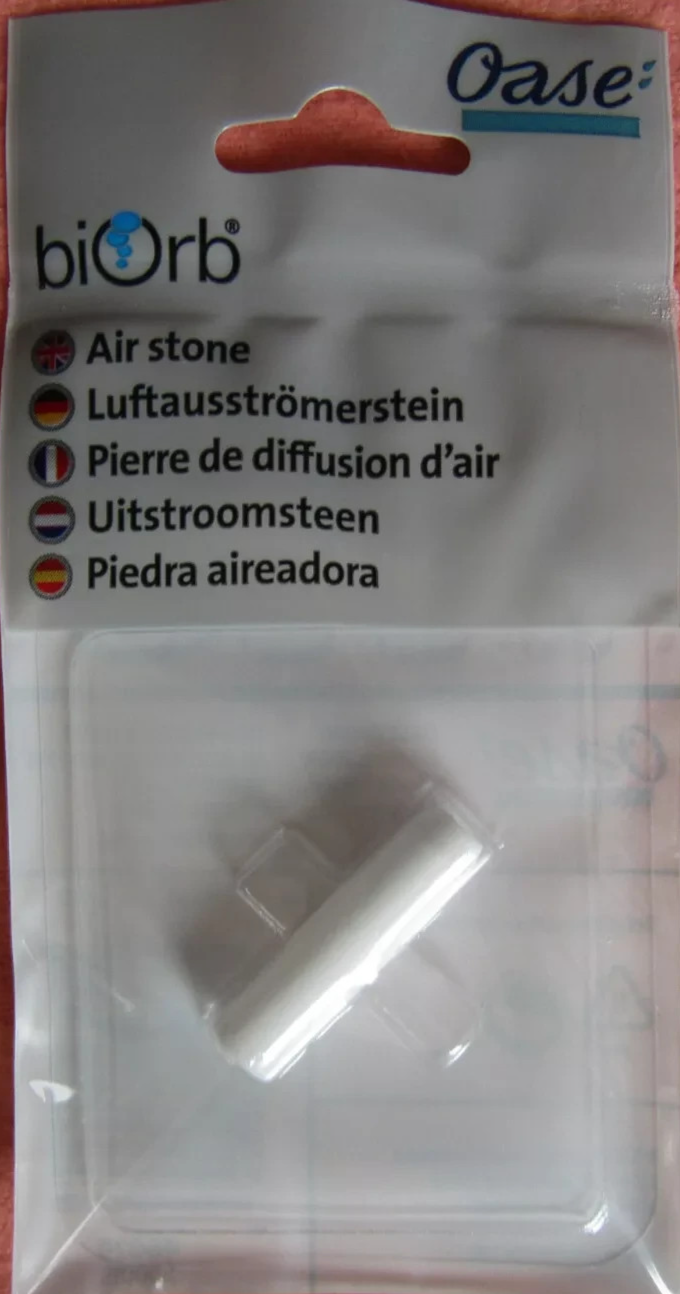 Oase
biOrb®
Air stone
Luftausströmerstein
Pierre de diffusion d'air
Uitstroomsteen
Piedra aireadora